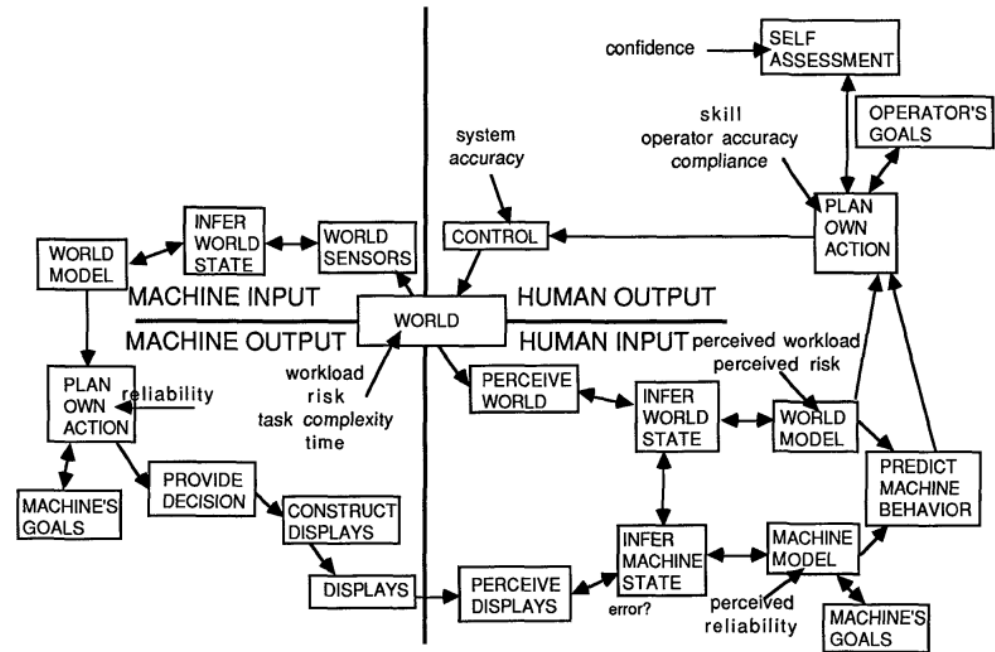 SELF
ASSESSMENT
confidence
OPERATOR'S
GOALS
skill
operator accuracy
compliance
system
accuracy
PLAN
OWN
ACTION
CONTROL
INFER
WORLD
STATE
WORLD
SENSORS
WORLD
MODEL
MACHINE INPUT
HUMAN OUTPUT
WORLD
MACHINE OUTPUT
HUMAN INPUT
PLAN
OWN
ACTION
reliability
workload
risk
task complexity
time
PERCEIVE
WORLD
INFER
WORLD
STATE
perceived workload
perceived risk
WORLD
MODEL
PREDICT
MACHINE
BEHAVIOR
MACHINE'S
GOALS
PROVIDE
DECISION
CONSTRUCT
DISPLAYS
DISPLAYS
PERCEIVE
DISPLAYS
INFER
MACHINE
STATE
error?
MACHINE
MODEL
perceived
reliability
MACHINE'S
GOALS